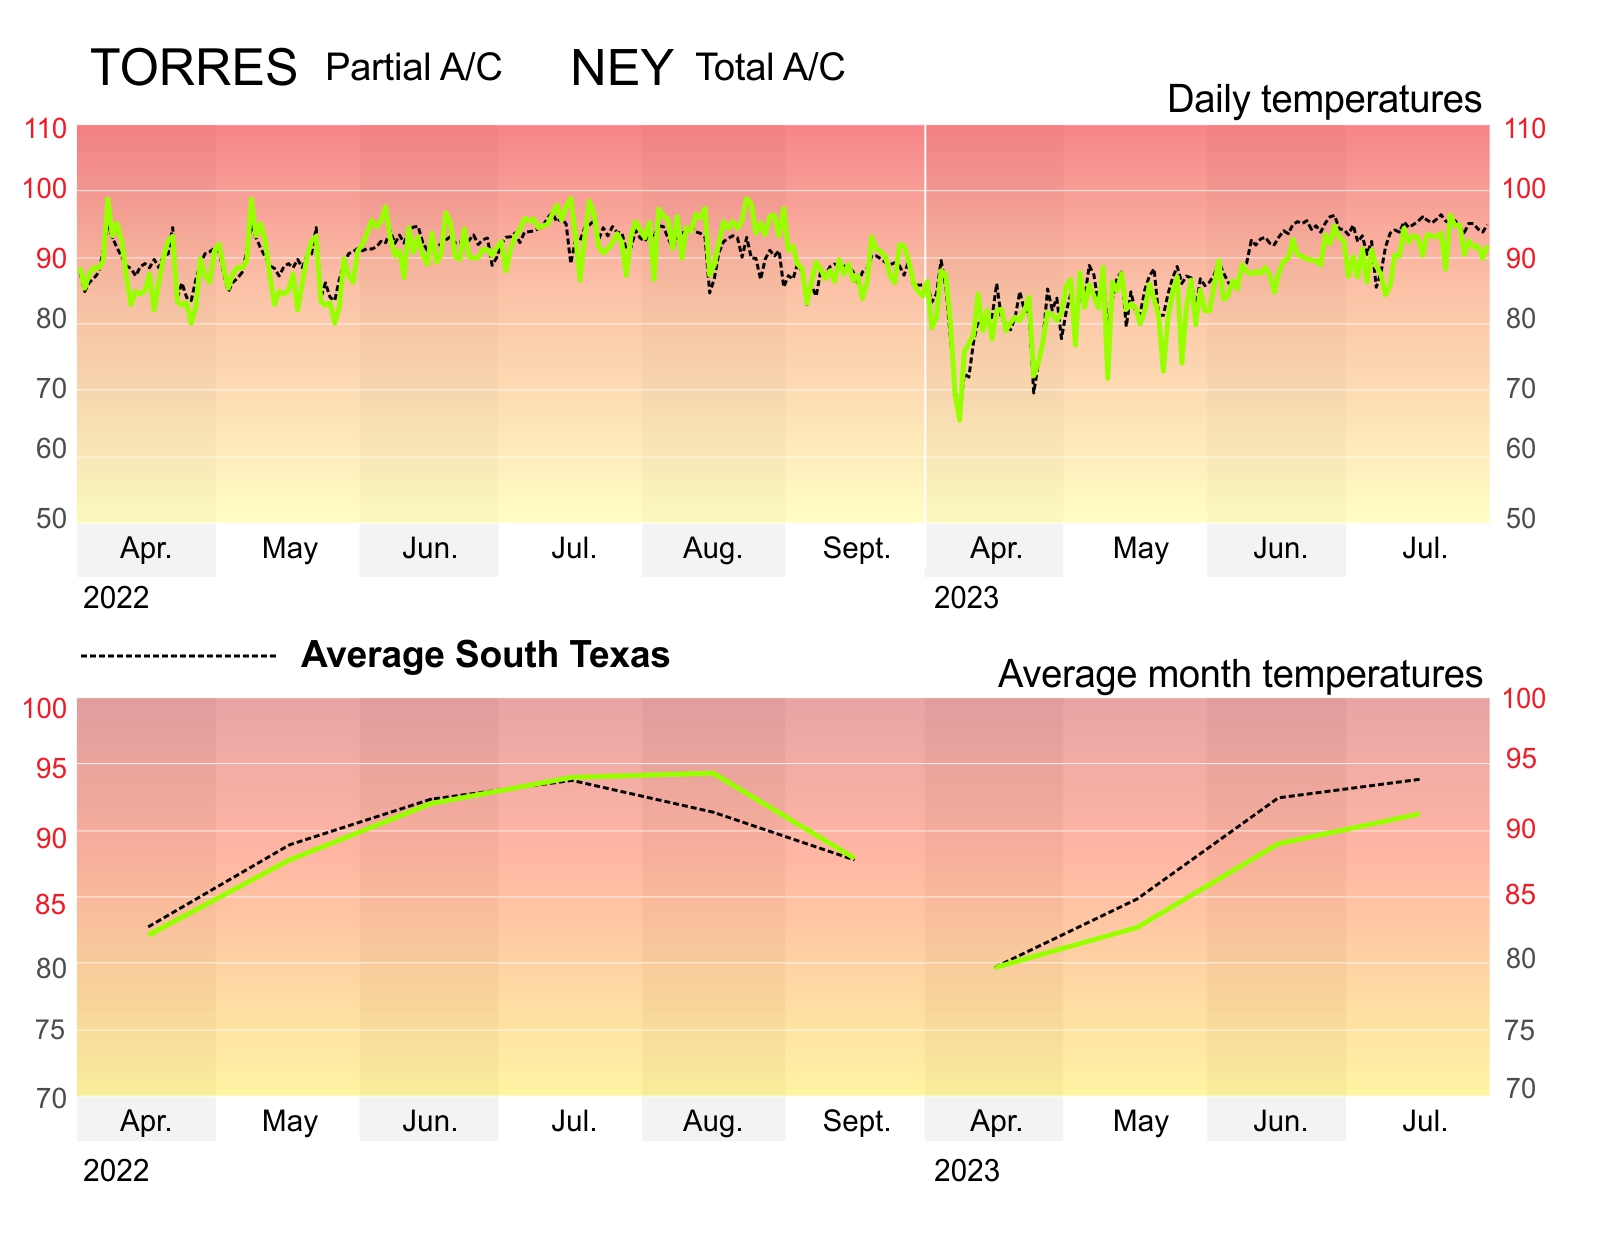 TORRES Partial A/C NEY Total A/C
Daily temperatures
110 110
100 100
90 90
80 80
70 70
60 60
50 50
Apr. May Jun. Jul. Aug. Sept. Apr. May Jun. Jul.
2022 2023
Average South Texas
Average month temperatures
100 100
95 95
90 90
85 85
80 80
75 75
70 70
Apr. May Jun. Jul. Aug. Sept. Apr. May Jun. Jul.
2022 2023